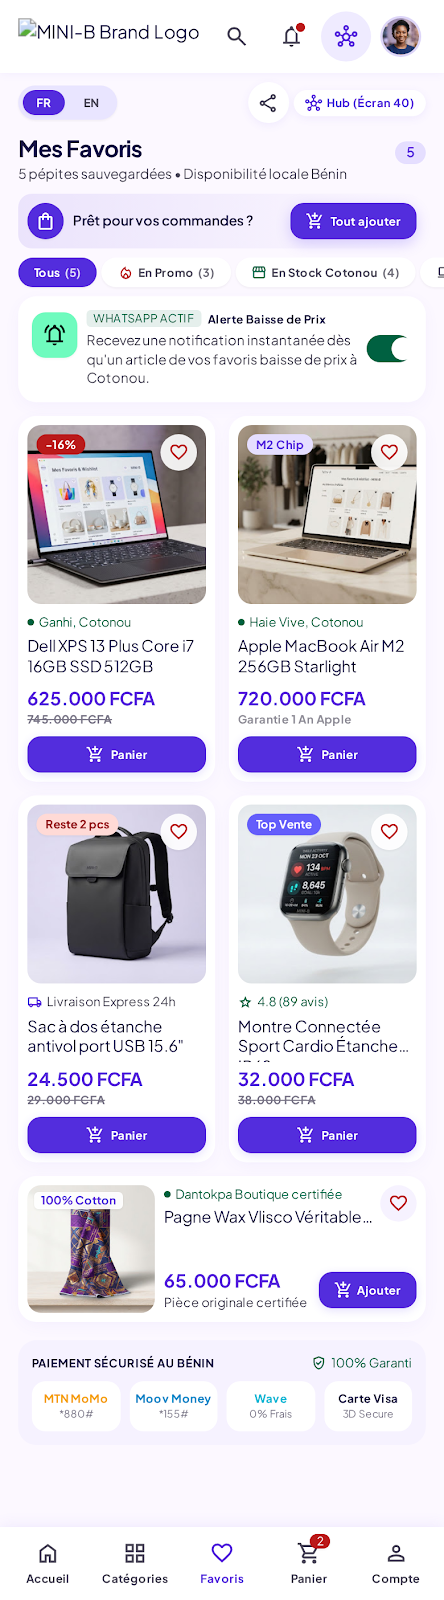 MINI-B Brand Logo
FR EN
Hub (Écran 40)
Mes Favoris
5
5 pépites sauvegardées • Disponibilité locale Bénin
Prêt pour vos commandes ?
Tout ajouter
Tous (5)
En Promo (3)
En Stock Cotonou (4)
WHATSAPP ACTIF Alerte Baisse de Prix
Recevez une notification instantanée dès
qu'un article de vos favoris baisse de prix à
Cotonou.
-16%
Mes Favoris & Wishlist
Ganhi, Cotonou
Dell XPS 13 Plus Core i7
16GB SSD 512GB
625.000 FCFA
745.000 FCFA
Panier
M2 Chip
Haie Vive, Cotonou
Apple MacBook Air M2
256GB Starlight
720.000 FCFA
Garantie 1 An Apple
Panier
Reste 2 pcs
Livraison Express 24h
Sac à dos étanche
antivol port USB 15.6"
24.500 FCFA
29.000 FCFA
Panier
Top Vente
MON 23 OCT
134
8,645
4.8 (89 avis)
Montre Connectée
Sport Cardio Étanche...
32.000 FCFA
38.000 FCFA
Panier
100% Cotton
Dantokpa Boutique certifiée
Pagne Wax Vlisco Véritable...
65.000 FCFA
Pièce originale certifiée
Ajouter
PAIEMENT SÉCURISÉ AU BÉNIN
100% Garanti
MTN MoMo
*880#
Moov Money
*155#
Wave
0% Frais
Carte Visa
3D Secure
2
Accueil
Catégories
Favoris
Panier
Compte